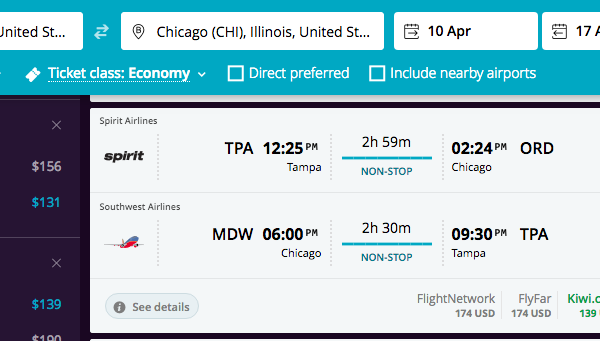 United St...
Chicago (CHI), Illinois, United St...
10 Apr
17 A
Ticket class: Economy
Direct preferred
Include nearby airports
$156
$131
$139
$190
Spirit Airlines
spirit
TPA 12:25 PM
Tampa
2h 59m
NON-STOP
02:24 PM ORD
Chicago
Southwest Airlines
MDW 06:00 PM
Chicago
2h 30m
NON-STOP
09:30 PM TPA
Tampa
See details
FlightNetwork
174 USD
FlyFar
174 USD
Kiwi.c
139